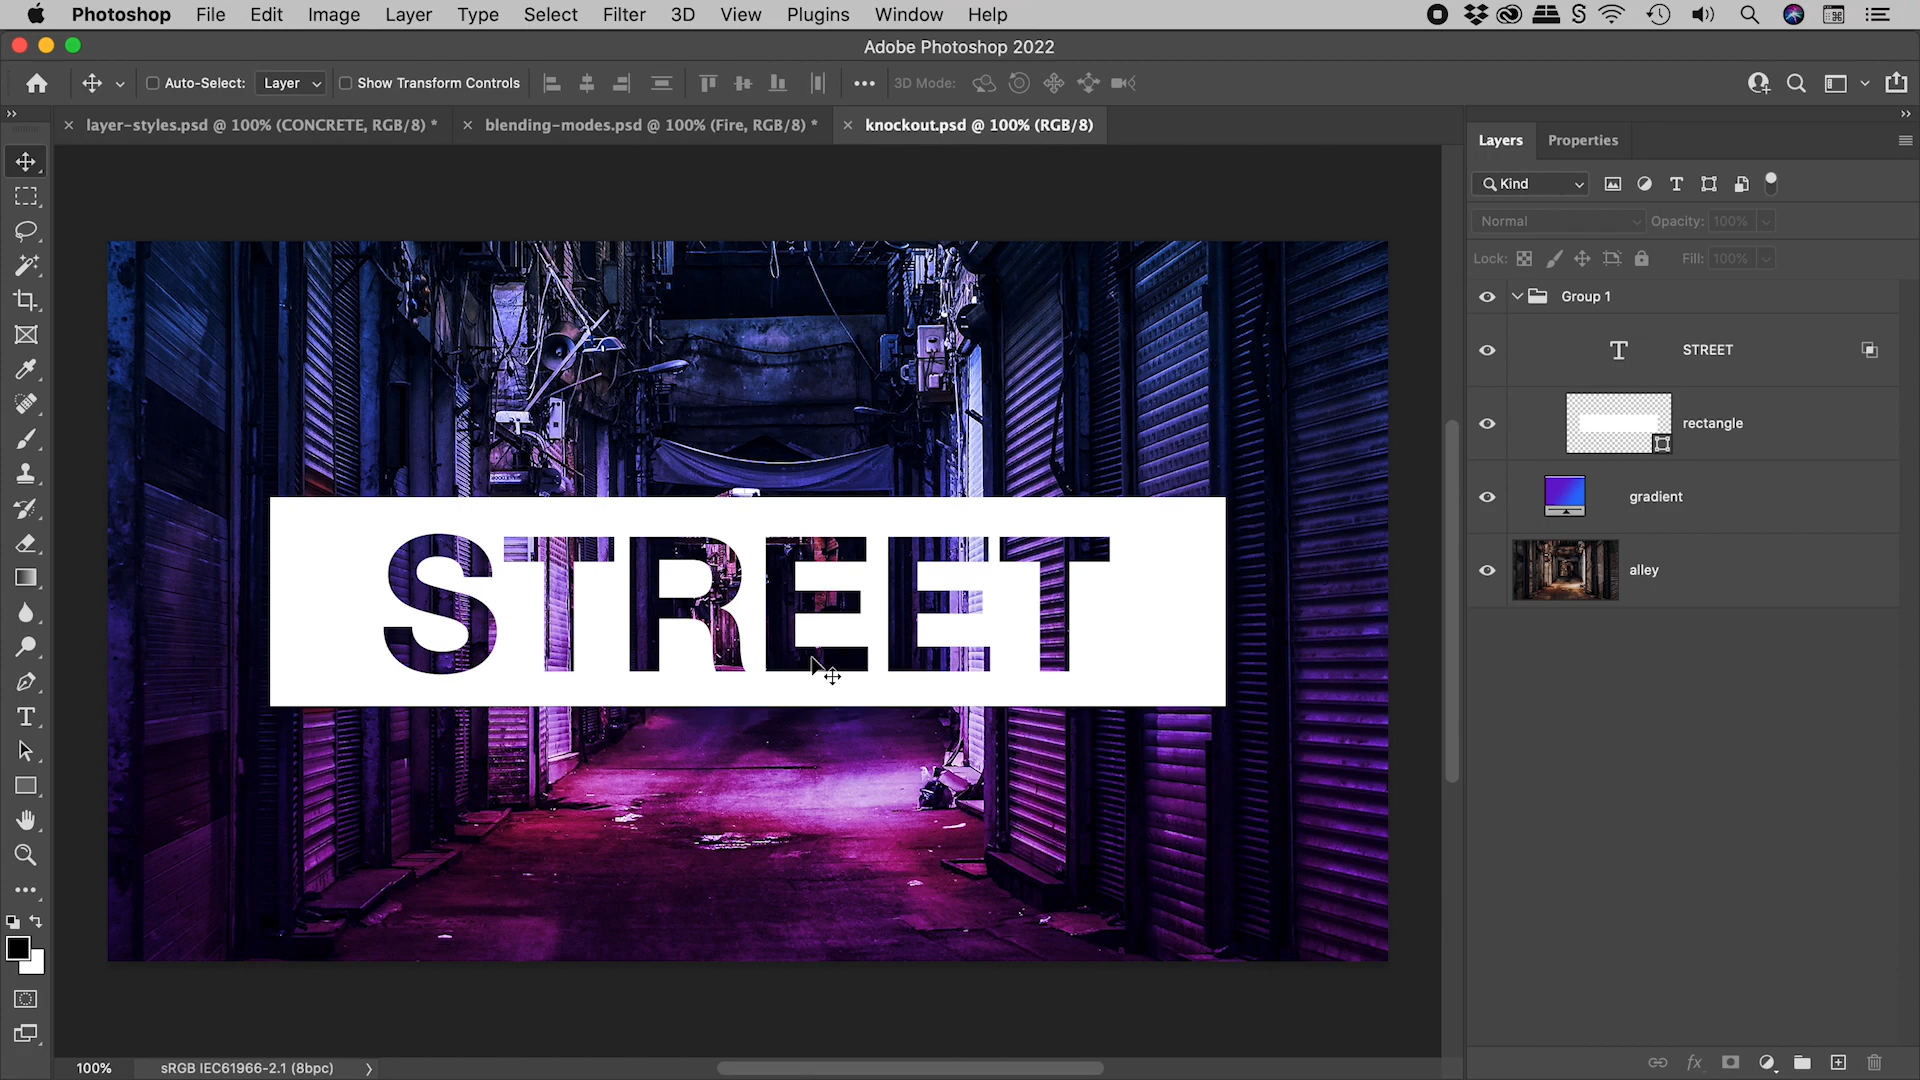 Photoshop File Edit Image Layer Type Select Filter 3D View Plugins Window Help
Adobe Photoshop 2022
Auto-Select: Layer Show Transform Controls 3D Mode:
layer-styles.psd @ 100% (CONCRETE, RGB/8) * blending-modes.psd @ 100% (Fire, RGB/8) * knockout.psd @ 100% (RGB/8)
Layers Properties
Kind
Normal Opacity: 100%
Lock: Fill: 100%
Group 1
STREET
rectangle
gradient
alley
STREET
100% sRGB IEC61966-2.1 (8bpc)